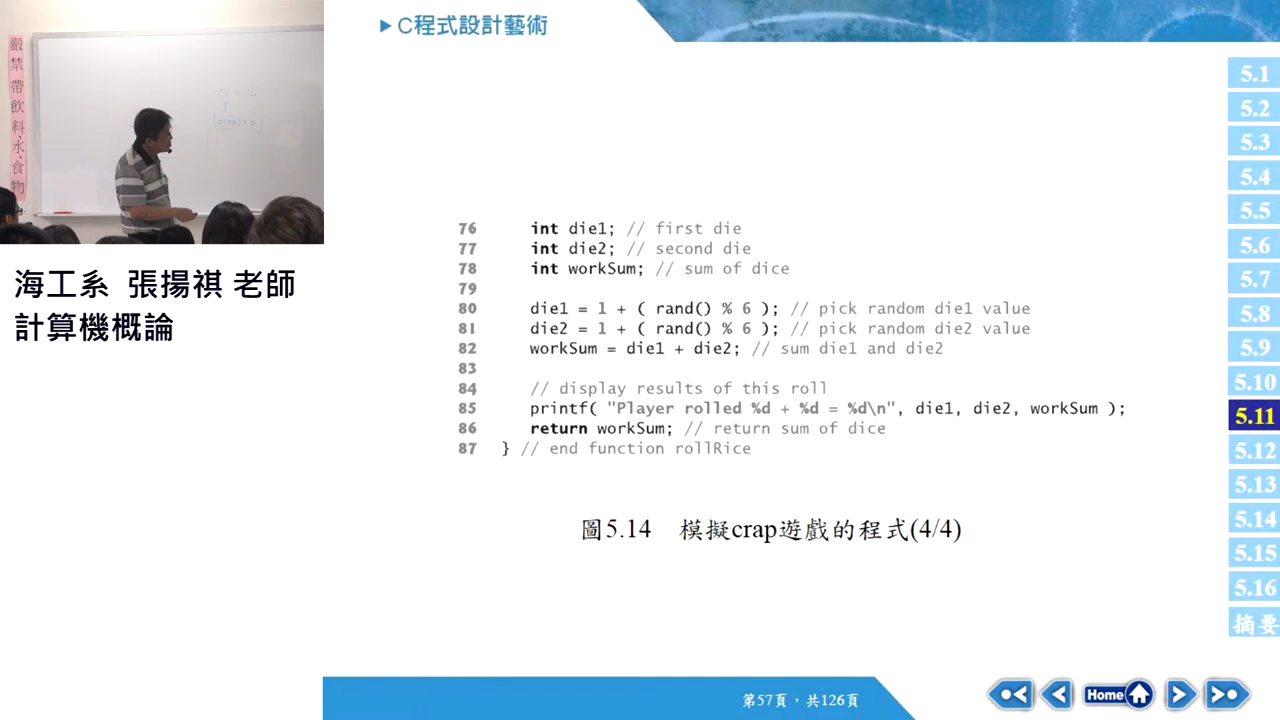 C程式設計藝術
嚴禁帶飲料、水、食物
x = 2
海工系 張揚祺 老師
計算機概論
76 int die1; // first die
77 int die2; // second die
78 int workSum; // sum of dice
79
80 die1 = 1 + ( rand() % 6 ); // pick random die1 value
81 die2 = 1 + ( rand() % 6 ); // pick random die2 value
82 workSum = die1 + die2; // sum die1 and die2
83
84 // display results of this roll
85 printf( "Player rolled %d + %d = %d\n", die1, die2, workSum );
86 return workSum; // return sum of dice
87 } // end function rollRice
圖5.14 模擬crap遊戲的程式(4/4)
5.1
5.2
5.3
5.4
5.5
5.6
5.7
5.8
5.9
5.10
5.11
5.12
5.13
5.14
5.15
5.16
摘要
第57頁，共126頁
Home